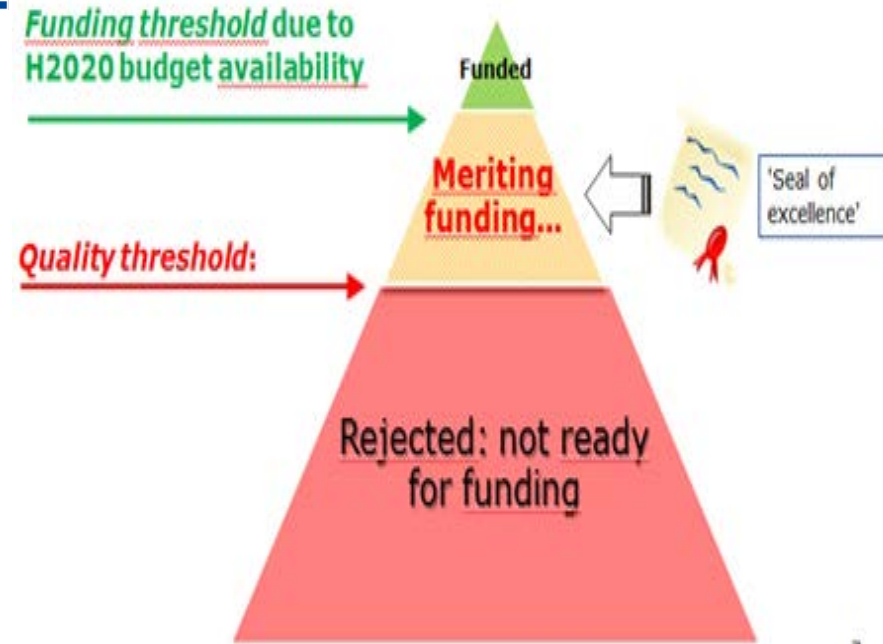 Funding threshold due to
H2020 budget availability
Funded
Meriting
funding...
'Seal of
excellence'
Quality threshold:
Rejected: not ready
for funding